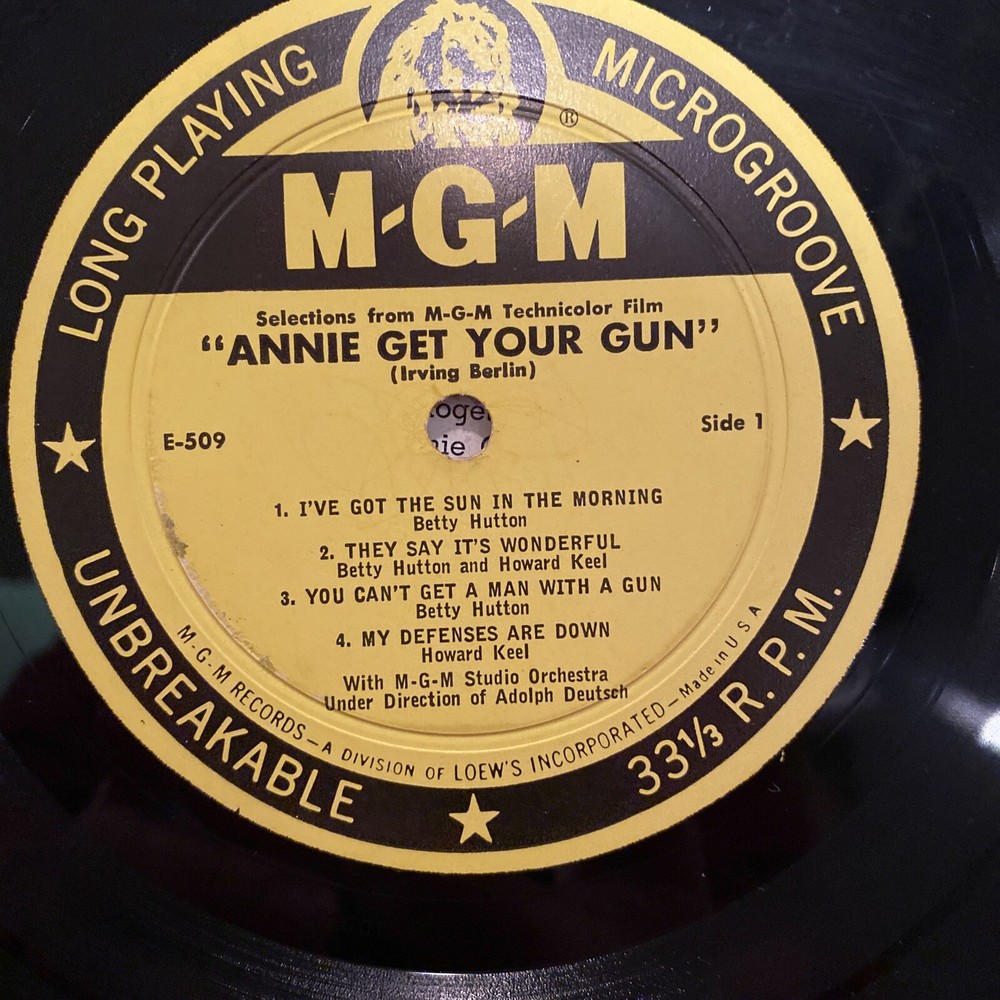 LONG PLAYING
MICROGROOVE
®
M-G-M
Selections from M-G-M Technicolor Film
“ANNIE GET YOUR GUN”
(Irving Berlin)
E-509
Side 1
1. I'VE GOT THE SUN IN THE MORNING
Betty Hutton
2. THEY SAY IT'S WONDERFUL
Betty Hutton and Howard Keel
3. YOU CAN'T GET A MAN WITH A GUN
Betty Hutton
4. MY DEFENSES ARE DOWN
Howard Keel
With M-G-M Studio Orchestra
Under Direction of Adolph Deutsch
M-G-M RECORDS—A DIVISION OF LOEW'S INCORPORATED—Made in U S A
UNBREAKABLE
33⅓ R. P. M.